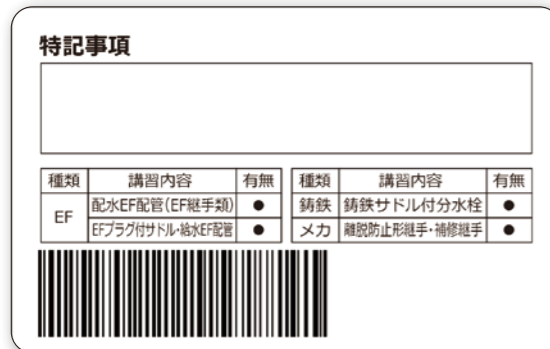 特記事項
種類 講習内容 有無 種類 講習内容 有無
EF 配水EF配管(EF継手類) ● 鋳鉄 鋳鉄サドル付分水栓 ●
EFプラグ付サドル・給水EF配管 ● メカ 離脱防止形継手・補修継手 ●